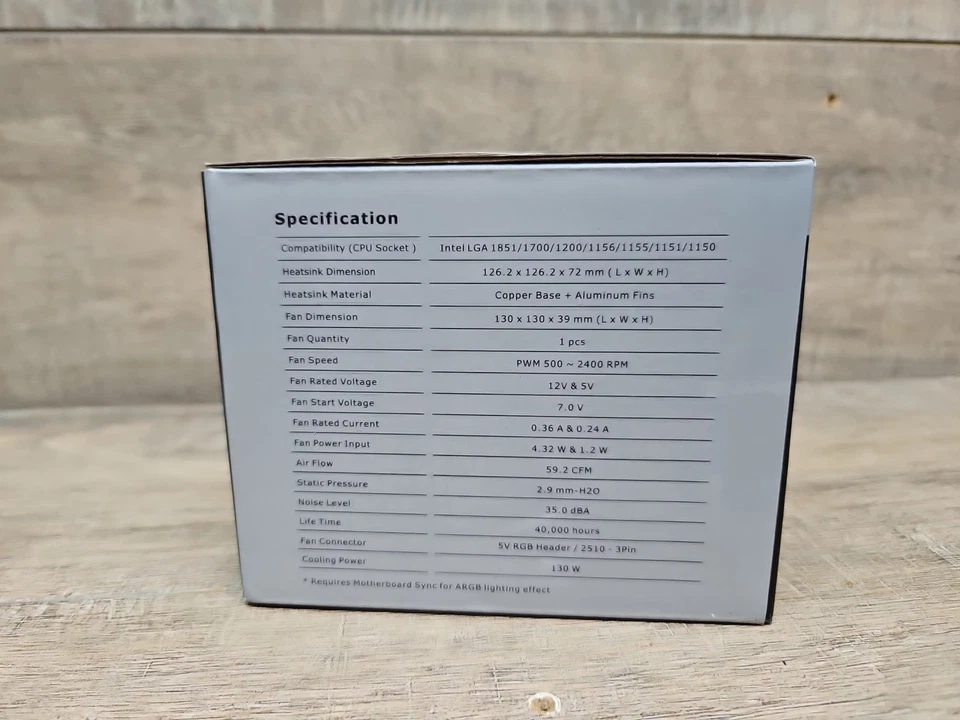 Specification
Compatibility (CPU Socket ) Intel LGA 1851/1700/1200/1156/1155/1151/1150
Heatsink Dimension 126.2 x 126.2 x 72 mm ( L x W x H)
Heatsink Material Copper Base + Aluminum Fins
Fan Dimension 130 x 130 x 39 mm (L x W x H)
Fan Quantity 1 pcs
Fan Speed PWM 500 ~ 2400 RPM
Fan Rated Voltage 12V & 5V
Fan Start Voltage 7.0 V
Fan Rated Current 0.36 A & 0.24 A
Fan Power Input 4.32 W & 1.2 W
Air Flow 59.2 CFM
Static Pressure 2.9 mm-H2O
Noise Level 35.0 dBA
Life Time 40,000 hours
Fan Connector 5V RGB Header / 2510 - 3Pin
Cooling Power 130 W
* Requires Motherboard Sync for ARGB lighting effect